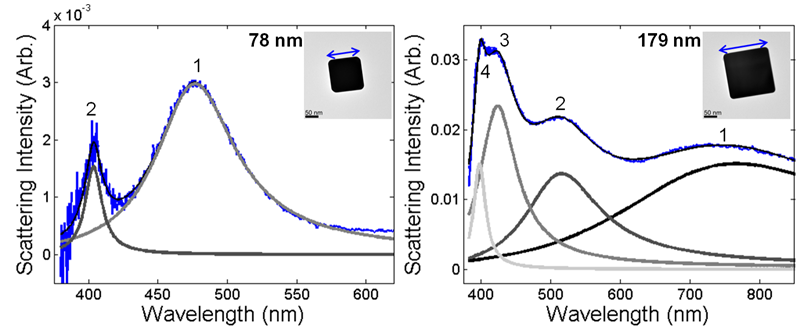 4 x 10⁻³
78 nm
1
2
50 nm
3
2
1
0
400
450
500
550
600
Scattering Intensity (Arb.)
Wavelength (nm)
179 nm
3
4
2
1
50 nm
0.03
0.02
0.01
0
400
500
600
700
800
Scattering Intensity (Arb.)
Wavelength (nm)